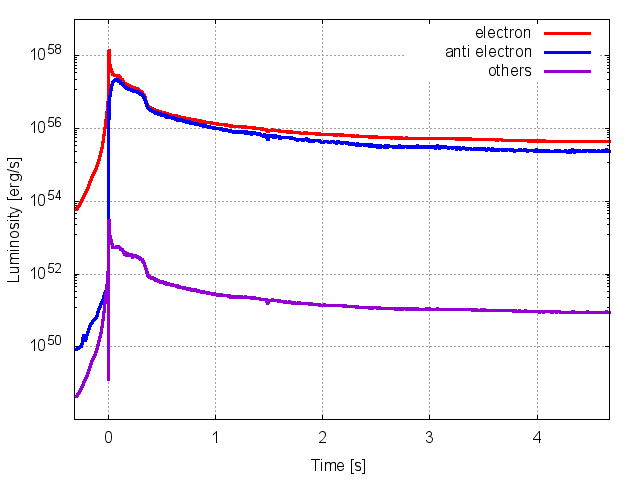 electron
anti electron
others
10^58
10^56
10^54
10^52
10^50
Luminosity [erg/s]
0 1 2 3 4
Time [s]